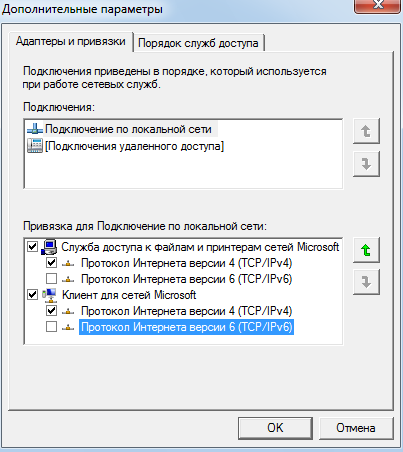 Дополнительные параметры
Адаптеры и привязки
Порядок служб доступа
Подключения приведены в порядке, который используется
при работе сетевых служб.
Подключения:
Подключение по локальной сети
[Подключения удаленного доступа]
Привязка для Подключение по локальной сети:
Служба доступа к файлам и принтерам сетей Microsoft
Протокол Интернета версии 4 (TCP/IPv4)
Протокол Интернета версии 6 (TCP/IPv6)
Клиент для сетей Microsoft
Протокол Интернета версии 4 (TCP/IPv4)
Протокол Интернета версии 6 (TCP/IPv6)
OK
Отмена